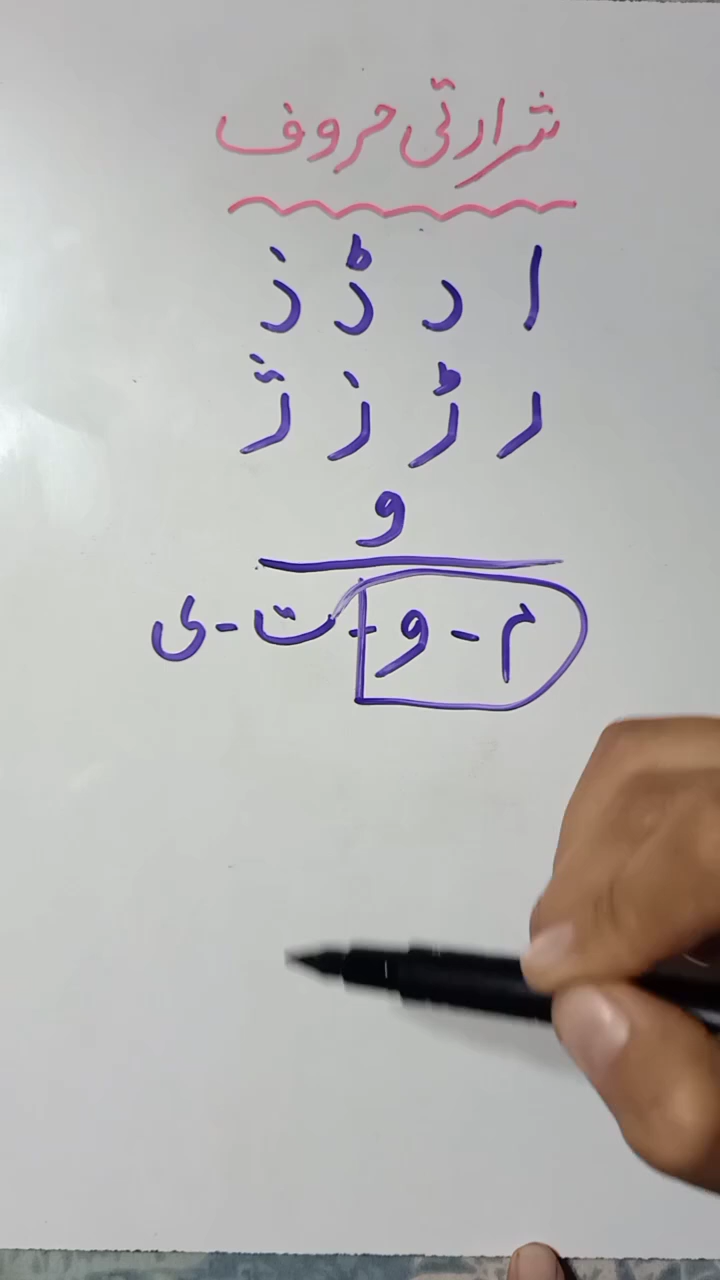 شرارتی حروف
ا د ڈ ذ
ر ڑ ز ژ
و
م - و - ت - ی